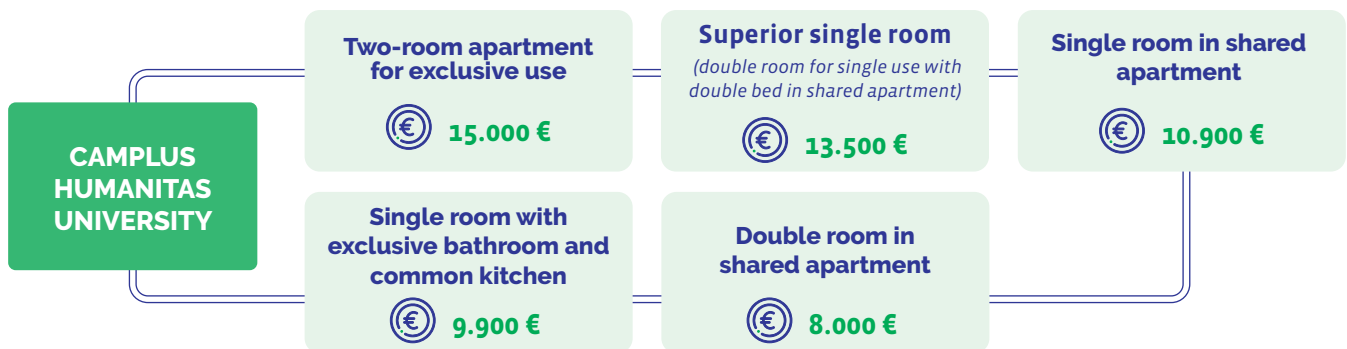 CAMPLUS
HUMANITAS
UNIVERSITY
Two-room apartment
for exclusive use
€
15.000 €
Superior single room
(double room for single use with
double bed in shared apartment)
€
13.500 €
Single room in shared
apartment
€
10.900 €
Single room with
exclusive bathroom and
common kitchen
€
9.900 €
Double room in
shared apartment
€
8.000 €